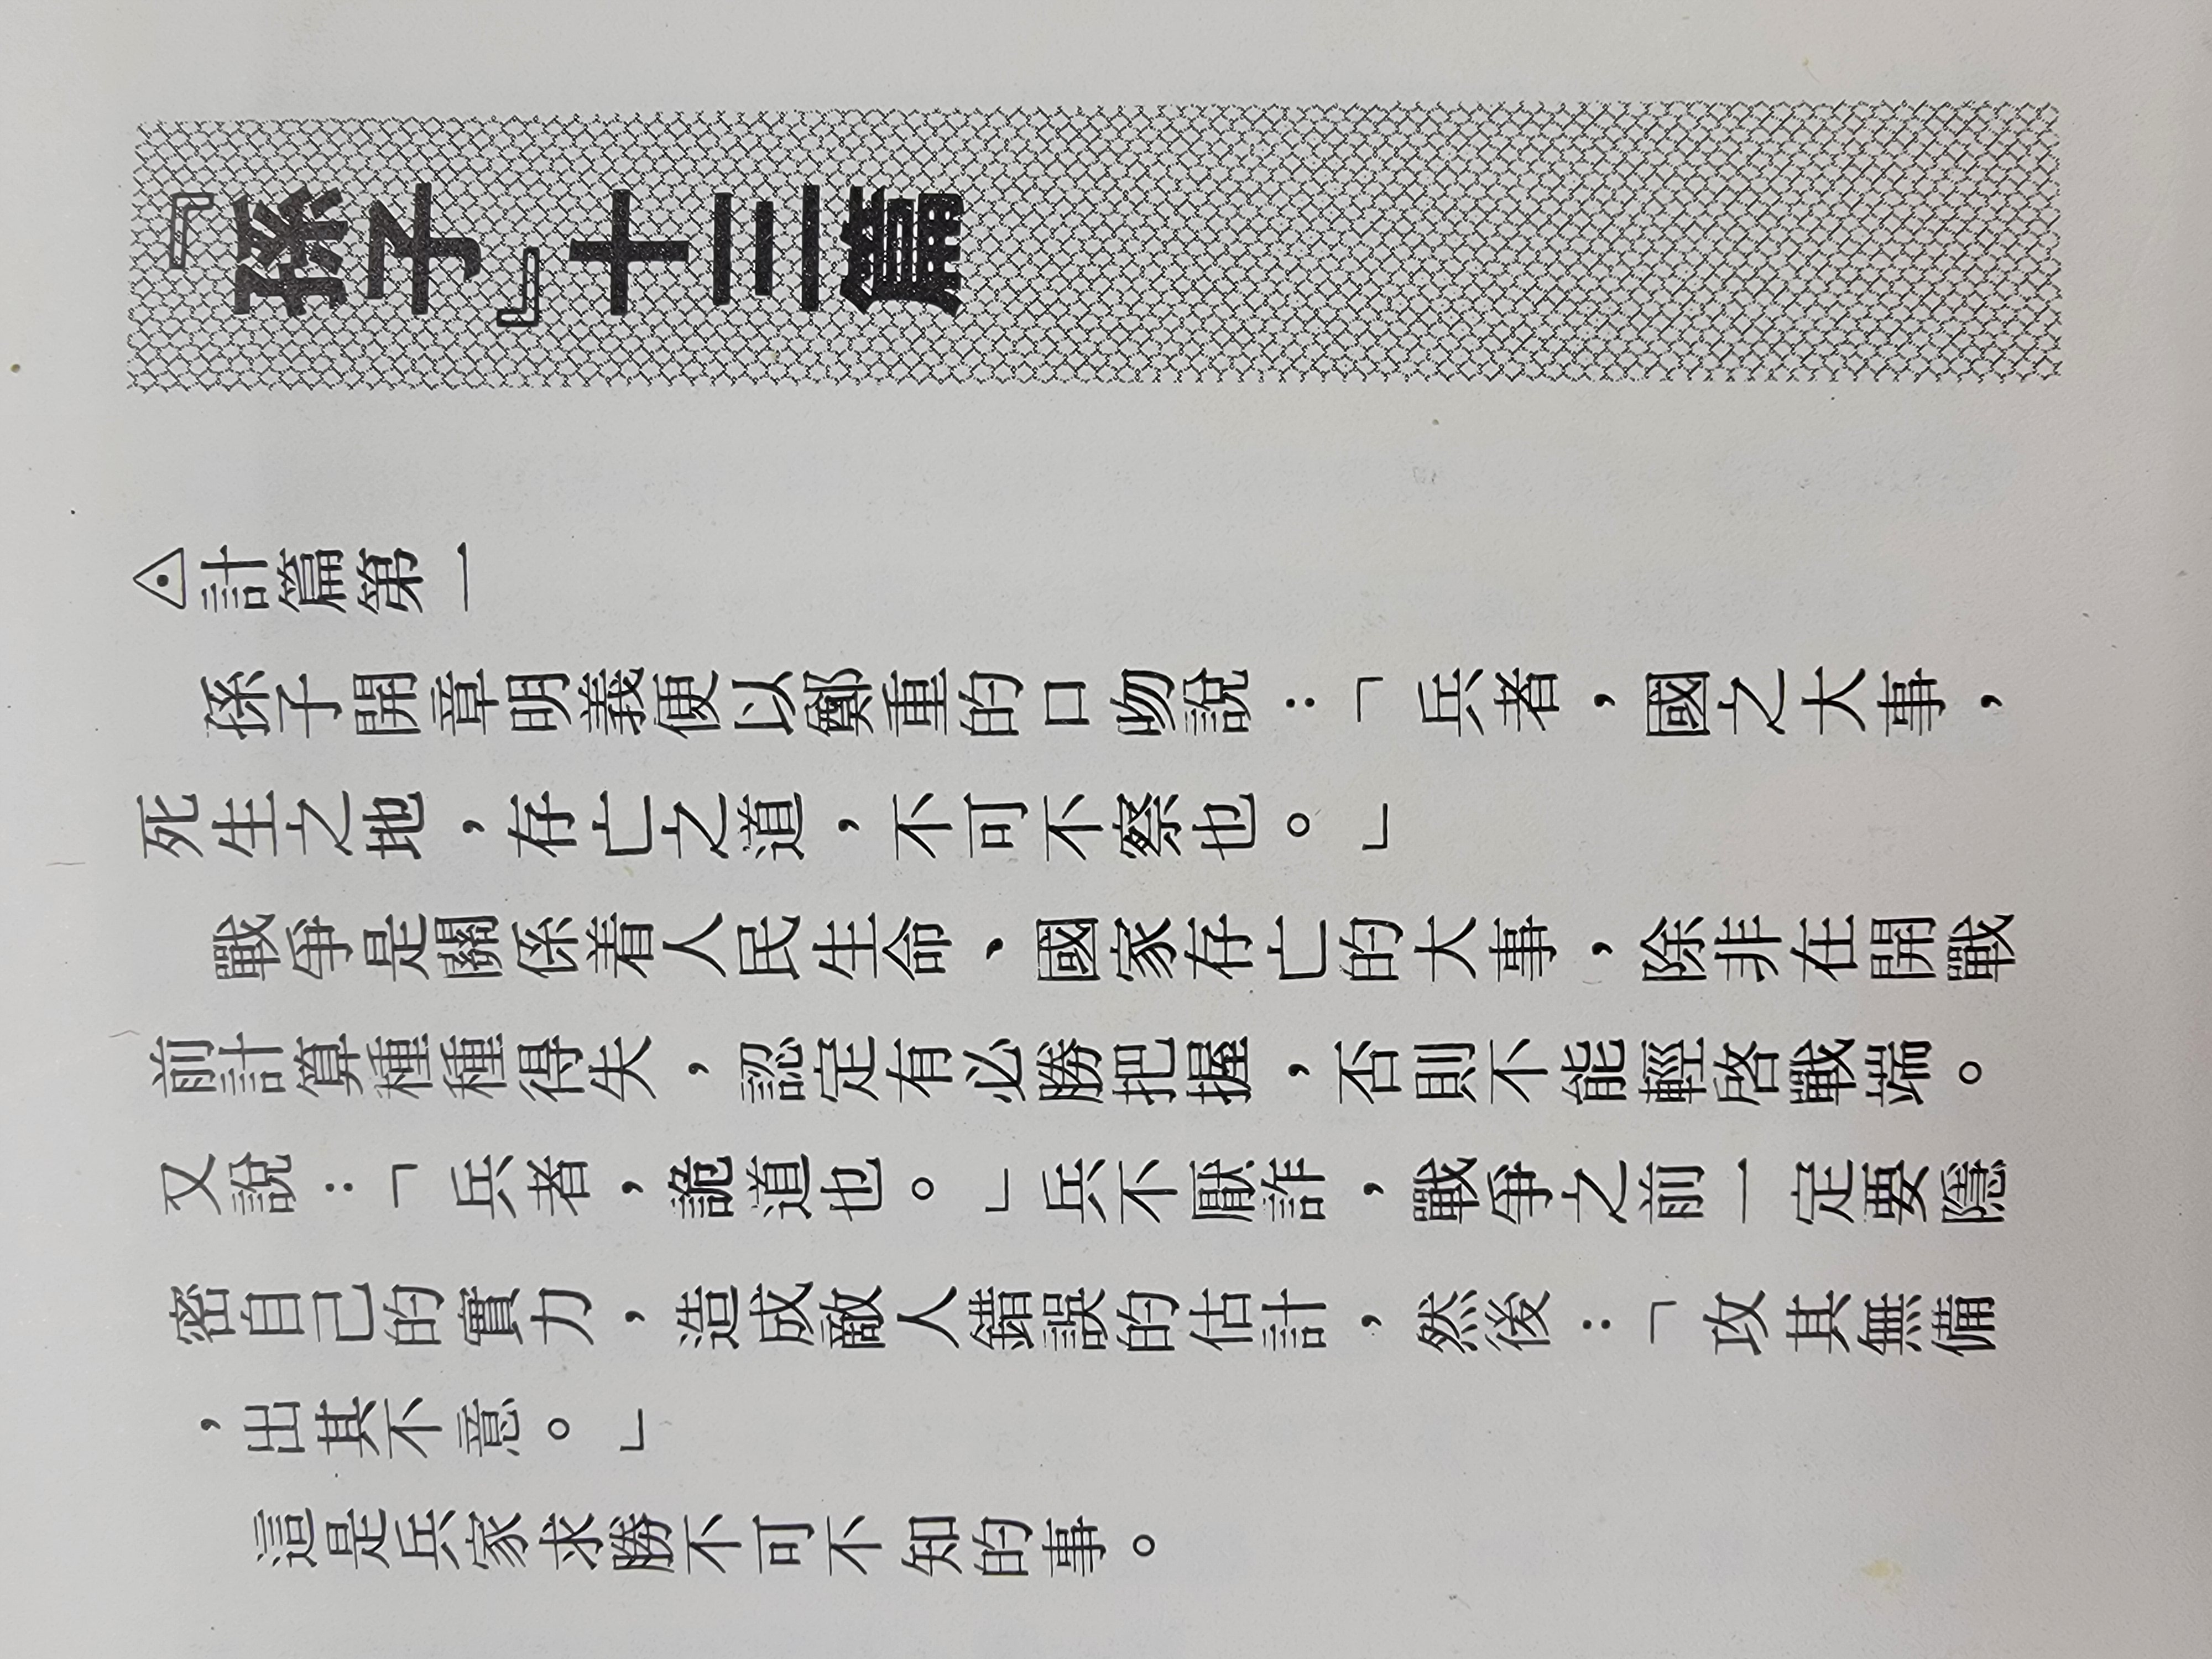 『孫子』十三篇
計篇第一
孫子開章明義便以鄭重的口吻說：「兵者，國之大事，
死生之地，存亡之道，不可不察也。」
戰爭是關係着人民生命、國家存亡的大事，除非在開戰
前計算種種得失，認定有必勝把握，否則不能輕啓戰端。
又說：「兵者，詭道也。」兵不厭詐，戰爭之前一定要隱
密自己的實力，造成敵人錯誤的估計，然後：「攻其無備
，出其不意。」
這是兵家求勝不可不知的事。